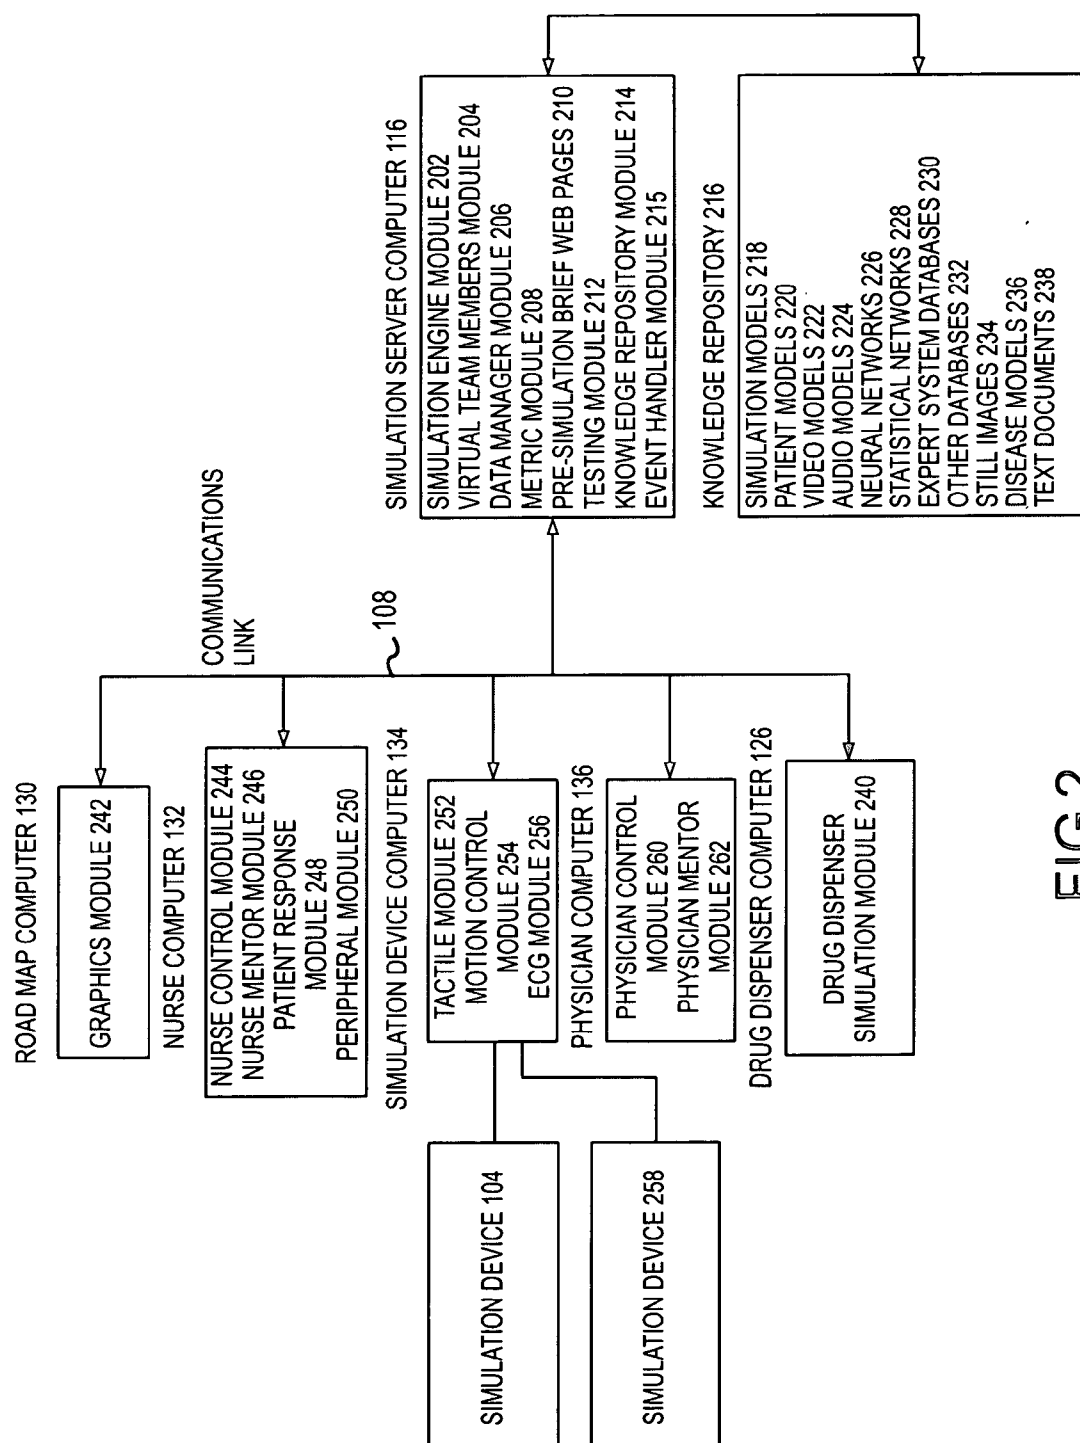 ROAD MAP COMPUTER 130
GRAPHICS MODULE 242
NURSE COMPUTER 132
NURSE CONTROL MODULE 244
NURSE MENTOR MODULE 246
PATIENT RESPONSE
MODULE 248
PERIPHERAL MODULE 250
SIMULATION DEVICE COMPUTER 134
TACTILE MODULE 252
MOTION CONTROL
MODULE 254
ECG MODULE 256
PHYSICIAN COMPUTER 136
PHYSICIAN CONTROL
MODULE 260
PHYSICIAN MENTOR
MODULE 262
DRUG DISPENSER COMPUTER 126
DRUG DISPENSER
SIMULATION MODULE 240
SIMULATION DEVICE 104
SIMULATION DEVICE 258
COMMUNICATIONS
LINK
108
SIMULATION SERVER COMPUTER 116
SIMULATION ENGINE MODULE 202
VIRTUAL TEAM MEMBERS MODULE 204
DATA MANAGER MODULE 206
METRIC MODULE 208
PRE-SIMULATION BRIEF WEB PAGES 210
TESTING MODULE 212
KNOWLEDGE REPOSITORY MODULE 214
EVENT HANDLER MODULE 215
KNOWLEDGE REPOSITORY 216
SIMULATION MODELS 218
PATIENT MODELS 220
VIDEO MODELS 222
AUDIO MODELS 224
NEURAL NETWORKS 226
STATISTICAL NETWORKS 228
EXPERT SYSTEM DATABASES 230
OTHER DATABASES 232
STILL IMAGES 234
DISEASE MODELS 236
TEXT DOCUMENTS 238
FIG.2